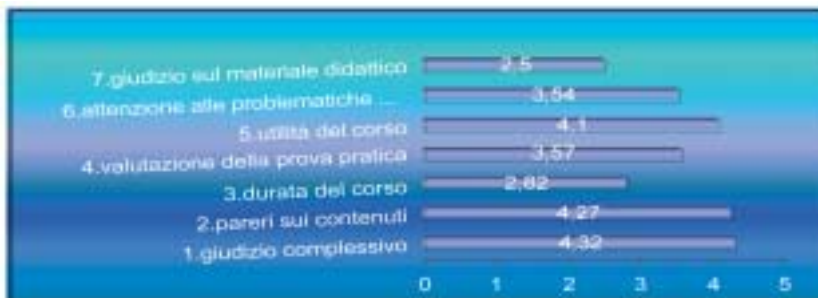 7.giudizio sul materiale didattico 2,5
6.attenzione alle problematiche ... 3,54
5.utilità del corso 4,1
4.valutazione della prova pratica 3,57
3.durata del corso 2,82
2.pareri sui contenuti 4,27
1.giudizio complessivo 4,32
0 1 2 3 4 5